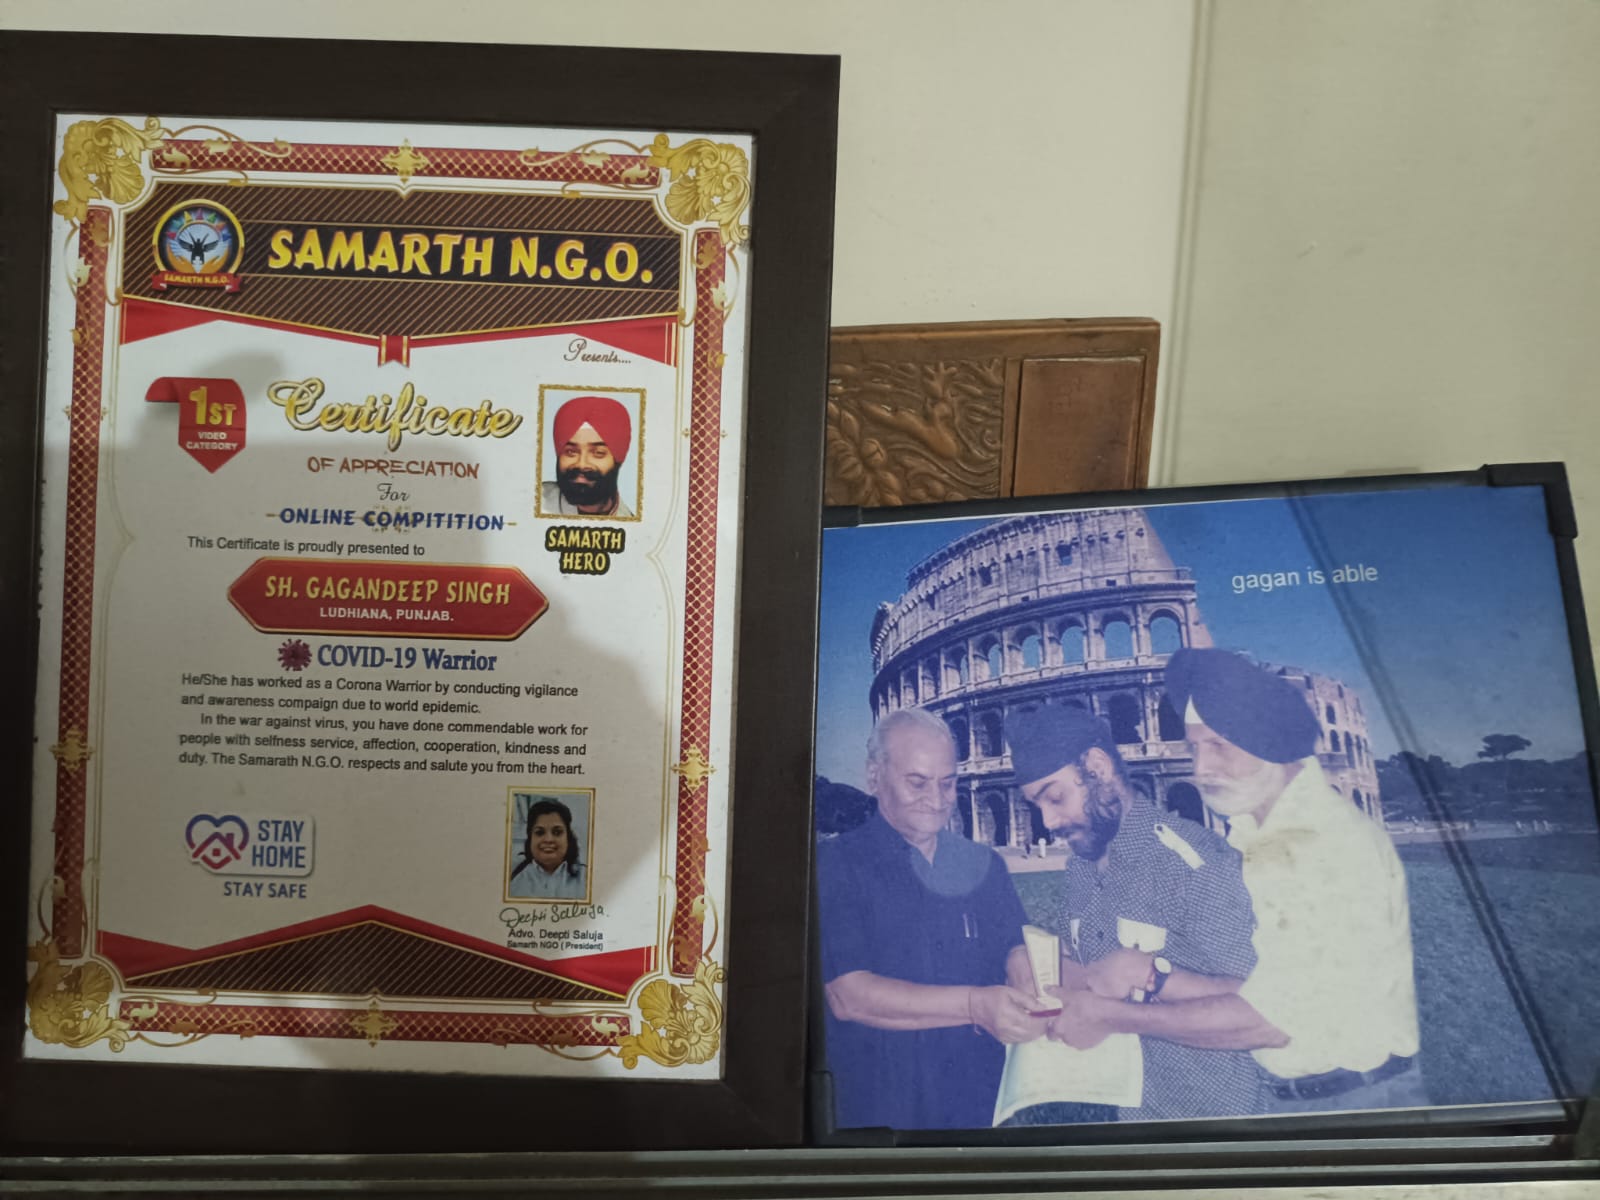 SAMARTH N.G.O.
SAMARTH N.G.O.
Presents....
1ST
VIDEO
CATEGORY
Certificate
OF APPRECIATION
For
-ONLINE COMPITITION-
SAMARTH
HERO
This Certificate is proudly presented to
SH. GAGANDEEP SINGH
LUDHIANA, PUNJAB.
COVID-19 Warrior
He/She has worked as a Corona Warrior by conducting vigilance
and awareness compaign due to world epidemic.
In the war against virus, you have done commendable work for
people with selfness service, affection, cooperation, kindness and
duty. The Samarath N.G.O. respects and salute you from the heart.
STAY
HOME
STAY SAFE
Deepti Saluja.
Advo. Deepti Saluja
Samarth NGO (President)
gagan is able